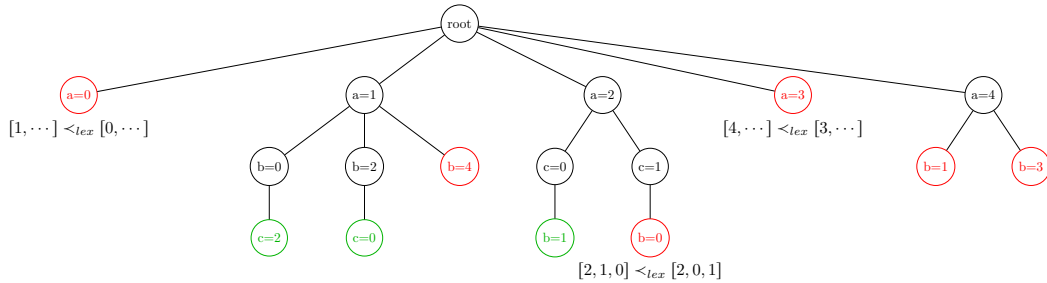 root
a=0 a=1 a=2 a=3 a=4
[1, ⋯] ≺lex [0, ⋯] [4, ⋯] ≺lex [3, ⋯]
b=0 b=2 b=4 c=0 c=1 b=1 b=3
c=2 c=0 b=1 b=0
[2, 1, 0] ≺lex [2, 0, 1]